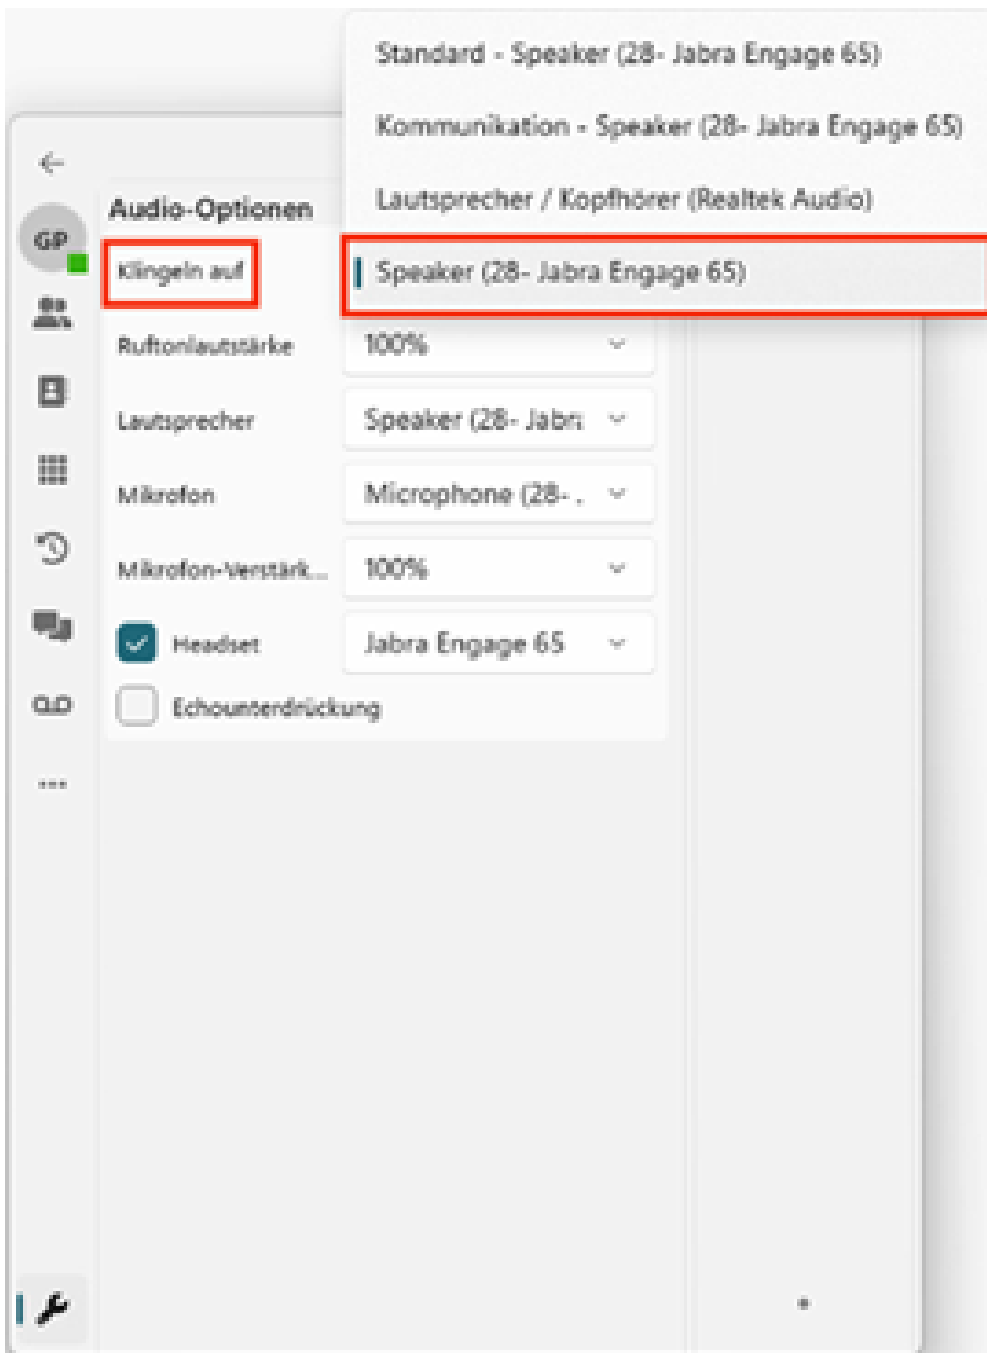 Standard - Speaker (28- Jabra Engage 65)
Kommunikation - Speaker (28- Jabra Engage 65)
Lautsprecher / Kopfhörer (Realtek Audio)
Audio-Optionen
GP
Klingeln auf
Speaker (28- Jabra Engage 65)
Ruftonlautstärke 100%
Lautsprecher Speaker (28- Jabra
Mikrofon Microphone (28- .
Mikrofon-Verstärk... 100%
Headset Jabra Engage 65
Echounterdrückung